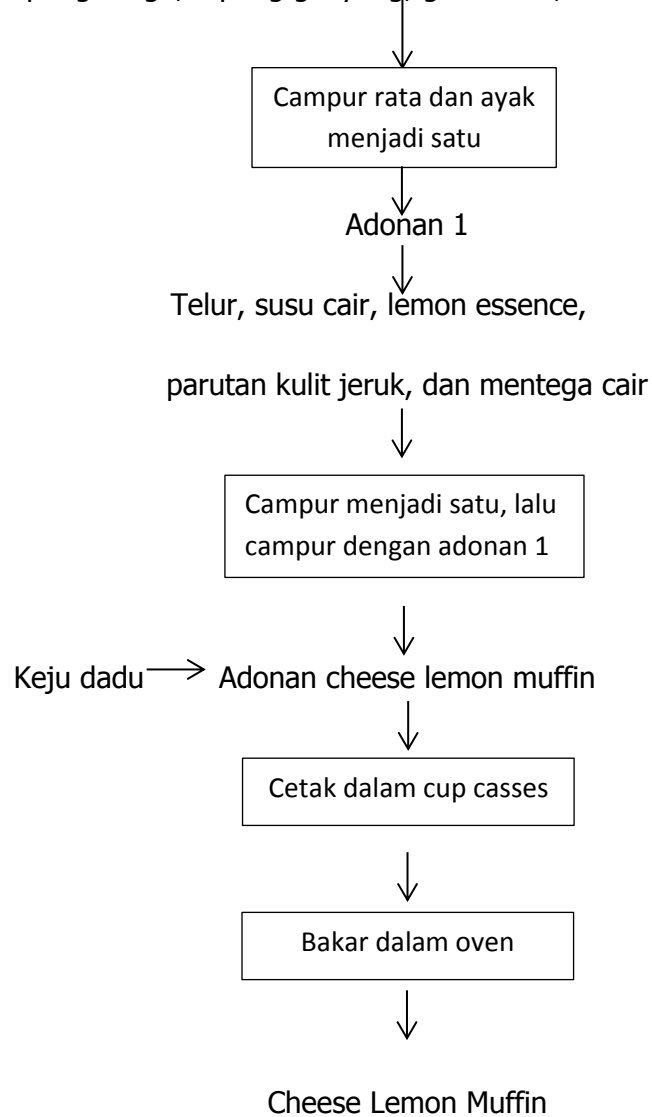 Campur rata dan ayak
menjadi satu
Adonan 1
Telur, susu cair, lemon essence,
parutan kulit jeruk, dan mentega cair
Campur menjadi satu, lalu
campur dengan adonan 1
Keju dadu Adonan cheese lemon muffin
Cetak dalam cup casses
Bakar dalam oven
Cheese Lemon Muffin